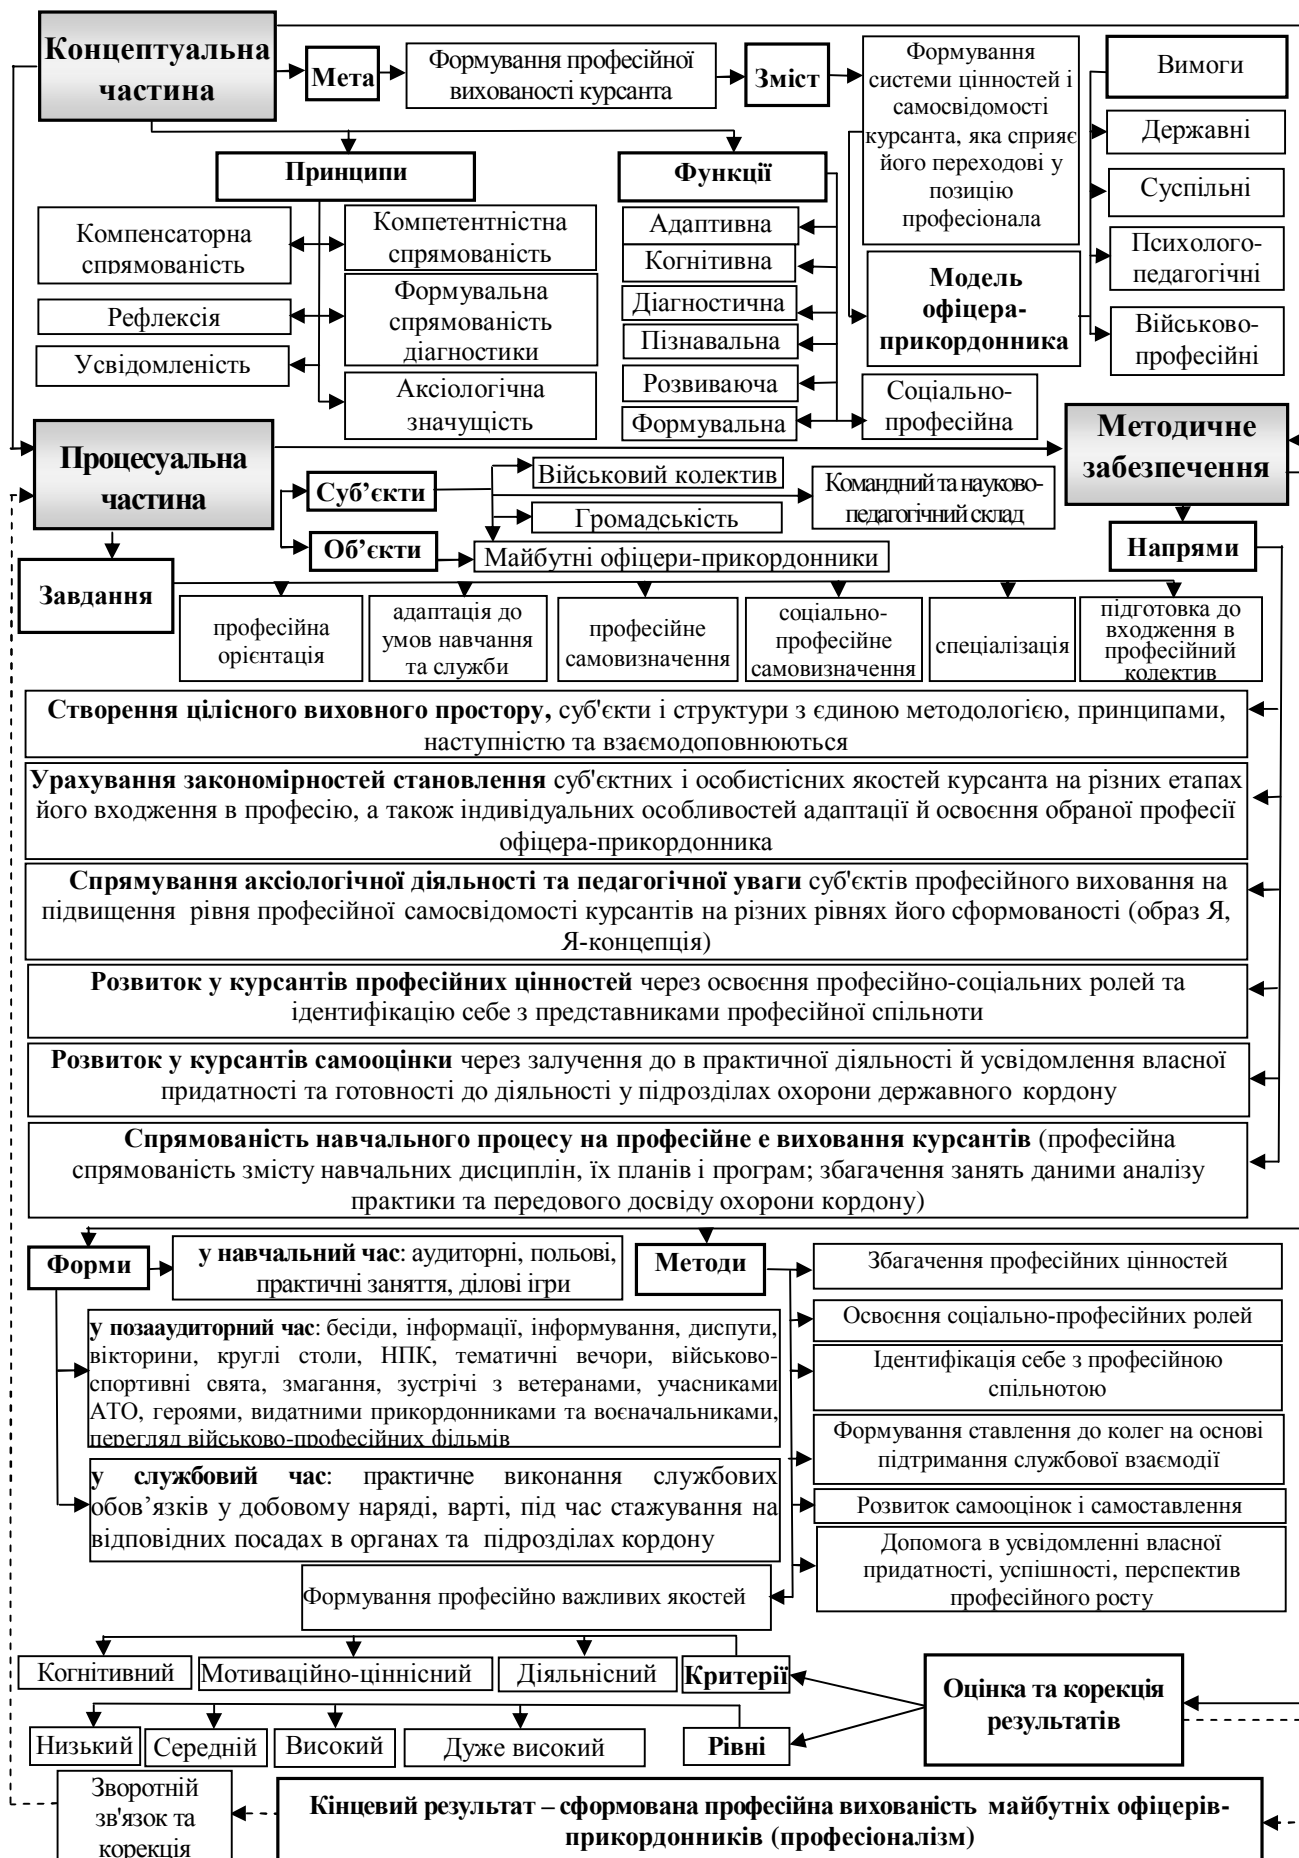 Концептуальна
частина
Мета
Формування професійної
вихованості курсанта
Зміст
Формування
системи цінностей і
самосвідомості
курсанта, яка сприяє
його переходові у
позицію
професіонала
Вимоги
Державні
Суспільні
Психолого-
педагогічні
Військово-
професійні
Принципи
Функції
Компенсаторна
спрямованість
Рефлексія
Усвідомленість
Компетентністна
спрямованість
Формувальна
спрямованість
діагностики
Аксіологічна
значущість
Адаптивна
Когнітивна
Діагностична
Пізнавальна
Розвиваюча
Формувальна
Модель
офіцера-
прикордонника
Соціально-
професійна
Процесуальна
частина
Методичне
забезпечення
Суб’єкти
Об’єкти
Військовий колектив
Громадськість
Майбутні офіцери-прикордонники
Командний та науково-
педагогічний склад
Напрями
Завдання
професійна
орієнтація
адаптація до
умов навчання
та служби
професійне
самовизначення
соціально-
професійне
самовизначення
спеціалізація
підготовка до
входження в
професійний
колектив
Створення цілісного виховного простору, суб'єкти і структури з єдиною методологією, принципами,
наступністю та взаємодоповнюються
Урахування закономірностей становлення суб'єктних і особистісних якостей курсанта на різних етапах
його входження в професію, а також індивідуальних особливостей адаптації й освоєння обраної професії
офіцера-прикордонника
Спрямування аксіологічної діяльності та педагогічної уваги суб'єктів професійного виховання на
підвищення рівня професійної самосвідомості курсантів на різних рівнях його сформованості (образ Я,
Я-концепція)
Розвиток у курсантів професійних цінностей через освоєння професійно-соціальних ролей та
ідентифікацію себе з представниками професійної спільноти
Розвиток у курсантів самооцінки через залучення до в практичної діяльності й усвідомлення власної
придатності та готовності до діяльності у підрозділах охорони державного кордону
Спрямованість навчального процесу на професійне е виховання курсантів (професійна
спрямованість змісту навчальних дисциплін, їх планів і програм; збагачення занять даними аналізу
практики та передового досвіду охорони кордону)
Форми
у навчальний час: аудиторні, польові,
практичні заняття, ділові ігри
у позааудиторний час: бесіди, інформації, інформування, диспути,
вікторини, круглі столи, НПК, тематичні вечори, військово-
спортивні свята, змагання, зустрічі з ветеранами, учасниками
АТО, героями, видатними прикордонниками та воєначальниками,
перегляд військово-професійних фільмів
у службовий час: практичне виконання службових
обов’язків у добовому наряді, варті, під час стажування на
відповідних посадах в органах та підрозділах кордону
Методи
Збагачення професійних цінностей
Освоєння соціально-професійних ролей
Ідентифікація себе з професійною
спільнотою
Формування ставлення до колег на основі
підтримання службової взаємодії
Розвиток самооцінок і самоставлення
Допомога в усвідомленні власної
придатності, успішності, перспектив
професійного росту
Формування професійно важливих якостей
Когнітивний
Мотиваційно-ціннісний
Діяльнісний
Критерії
Оцінка та корекція
результатів
Низький
Середній
Високий
Дуже високий
Рівні
Зворотній
зв'язок та
корекція
Кінцевий результат – сформована професійна вихованість майбутніх офіцерів-
прикордонників (професіоналізм)